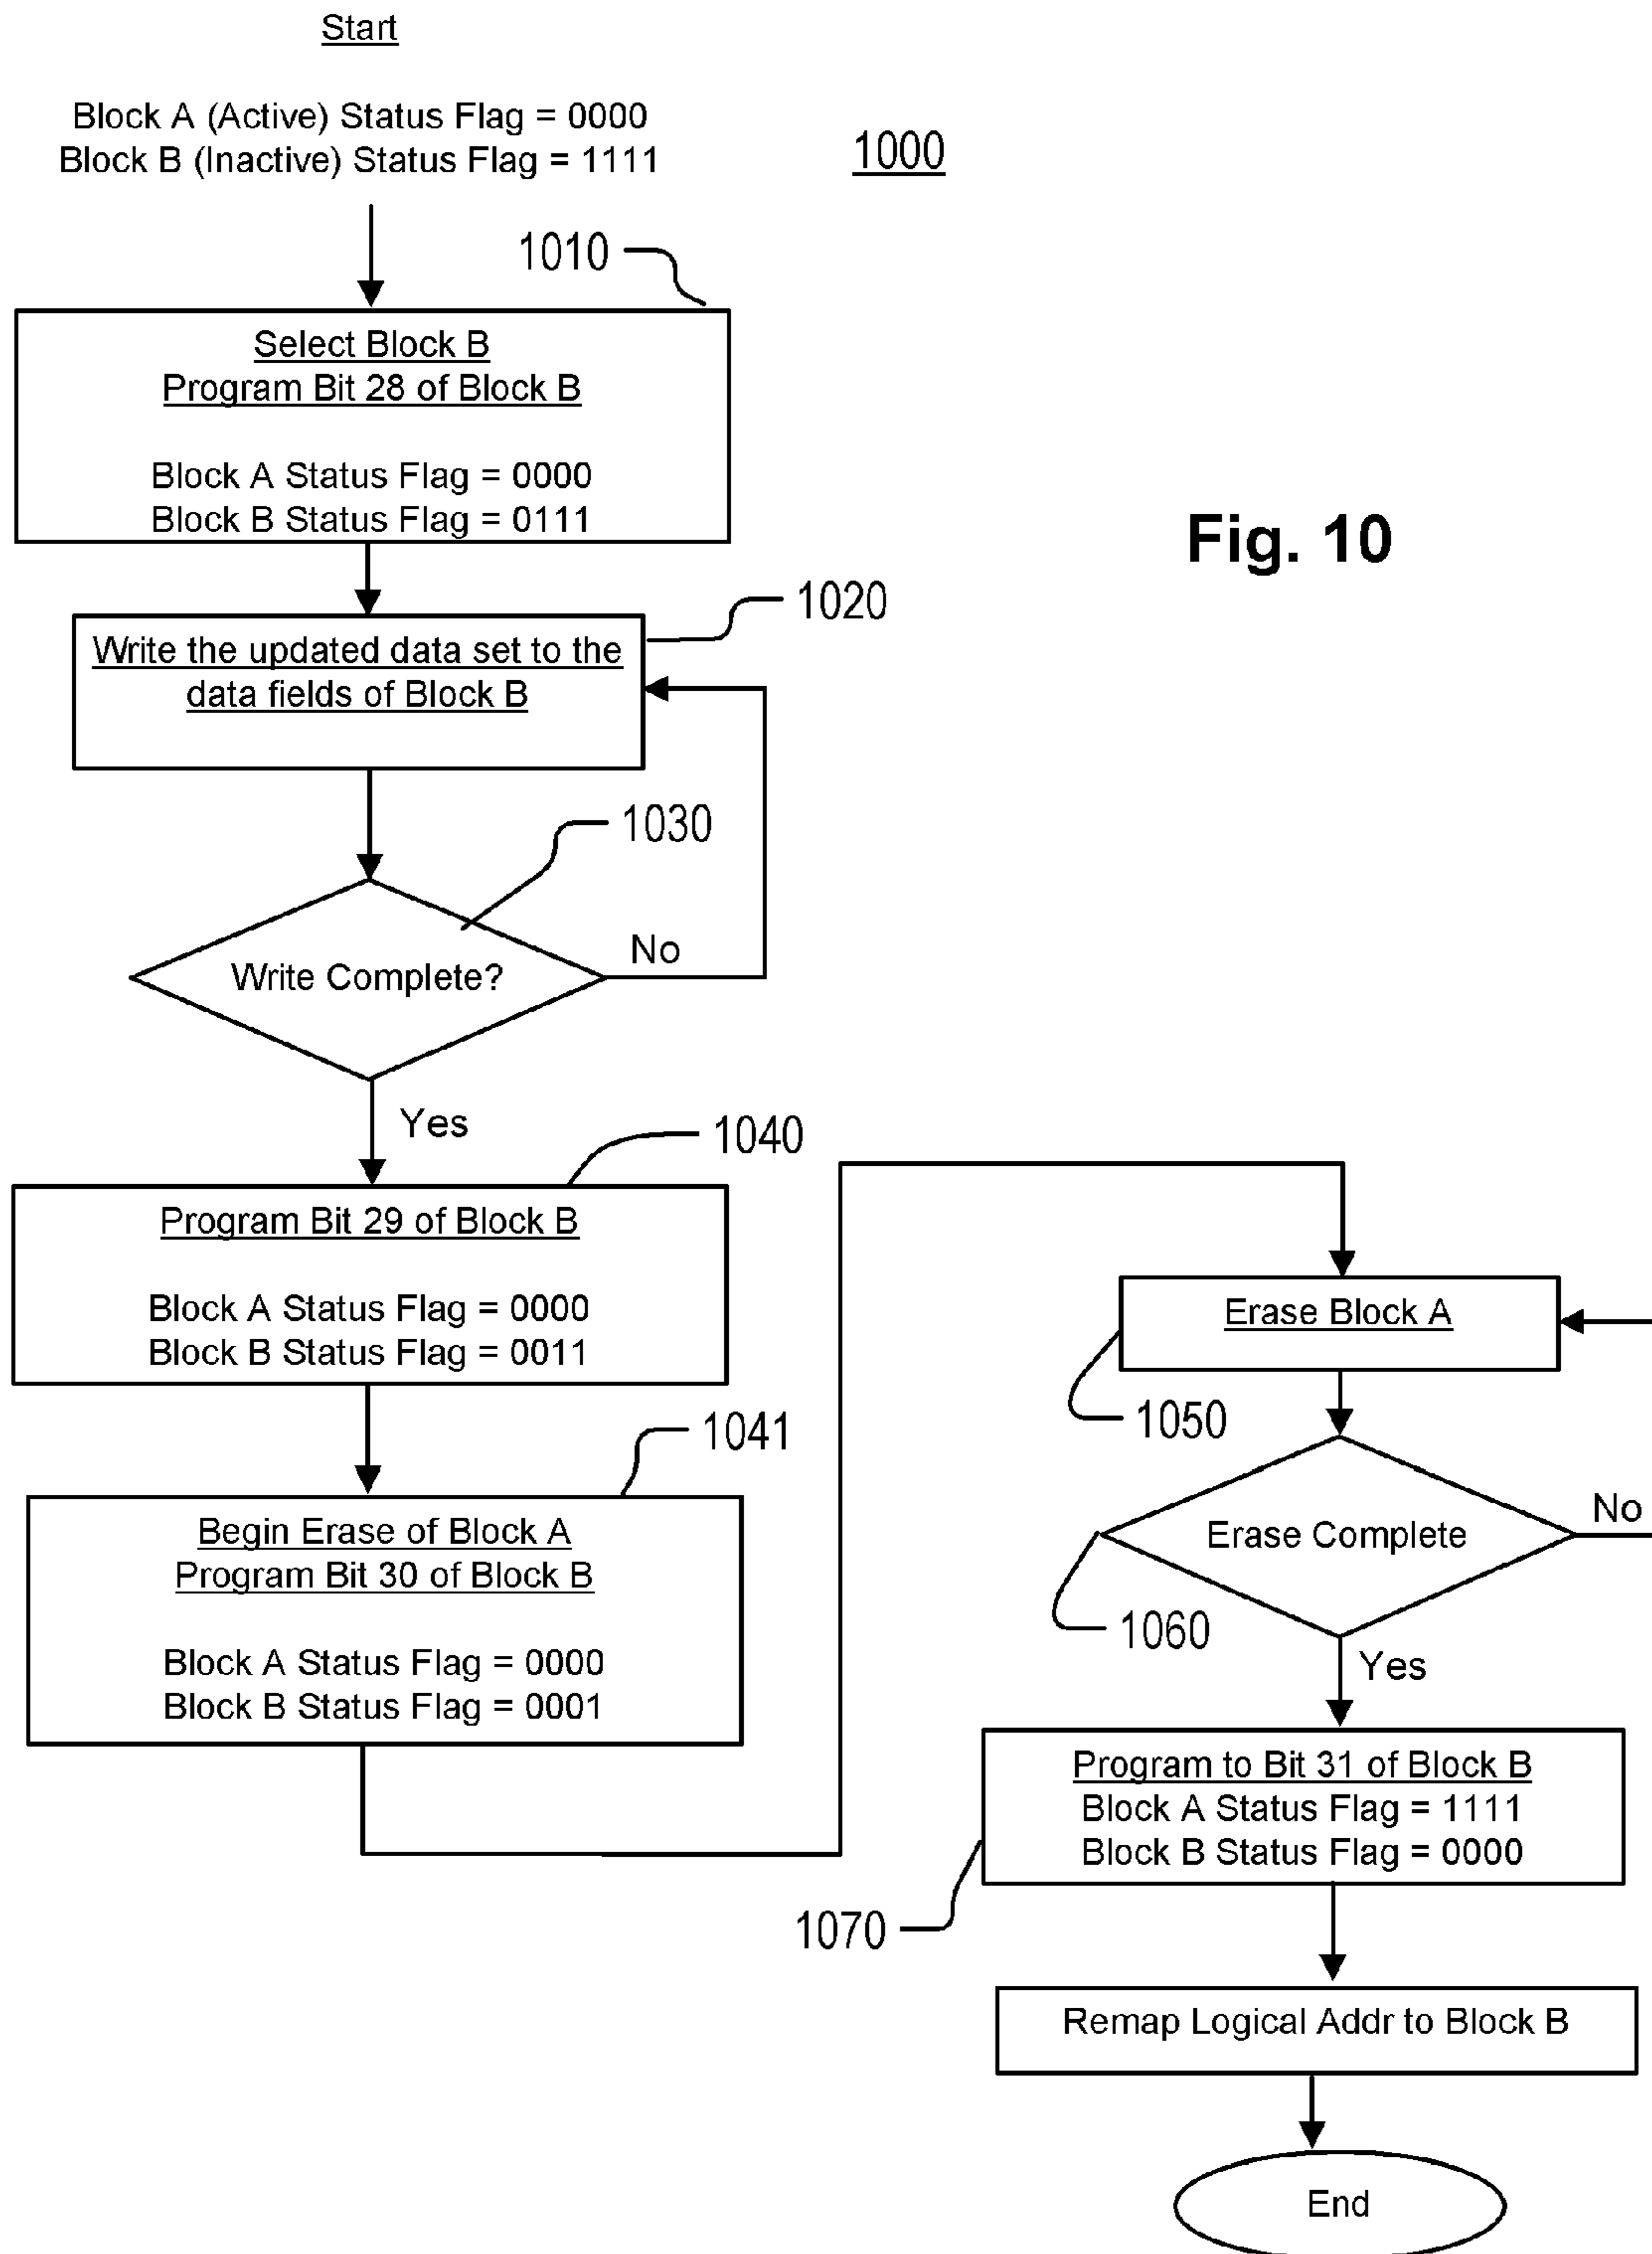 Start
Block A (Active) Status Flag = 0000
Block B (Inactive) Status Flag = 1111
1000
1010
Select Block B
Program Bit 28 of Block B
Block A Status Flag = 0000
Block B Status Flag = 0111
Fig. 10
1020
Write the updated data set to the
data fields of Block B
1030
Write Complete?
No
Yes
1040
Program Bit 29 of Block B
Block A Status Flag = 0000
Block B Status Flag = 0011
1041
Begin Erase of Block A
Program Bit 30 of Block B
Block A Status Flag = 0000
Block B Status Flag = 0001
Erase Block A
1050
Erase Complete
No
1060
Yes
Program to Bit 31 of Block B
Block A Status Flag = 1111
Block B Status Flag = 0000
1070
Remap Logical Addr to Block B
End